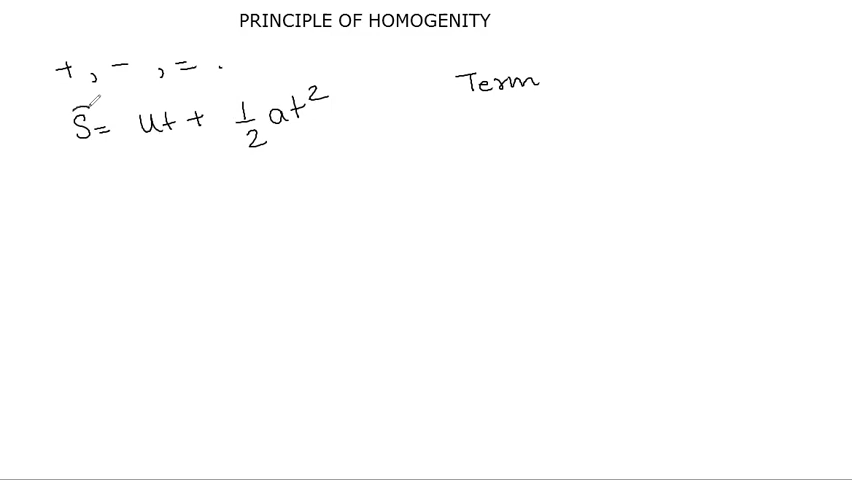 PRINCIPLE OF HOMOGENITY
+ , - , = .
Term
S = ut + 1/2 at²